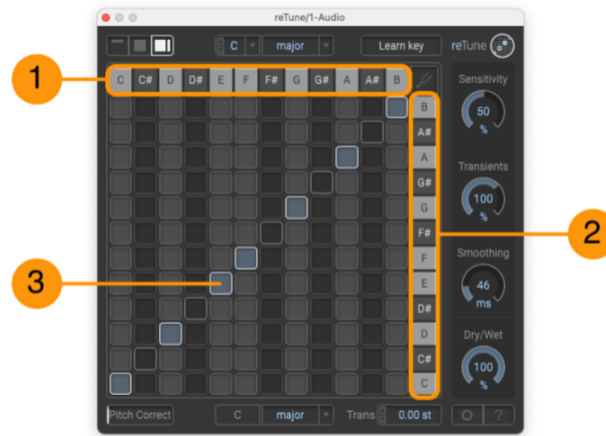 reTune/1-Audio
C major Learn key reTune
1 C C# D D# E F F# G G# A A# B Sensitivity
B
50
%
A#
A
Transients
G#
100
%
G
2
F#
F
Smoothing
3
E
46
ms
D#
D
Dry/Wet
C#
100
%
C
Pitch Correct C major Trans 0.00 st ?